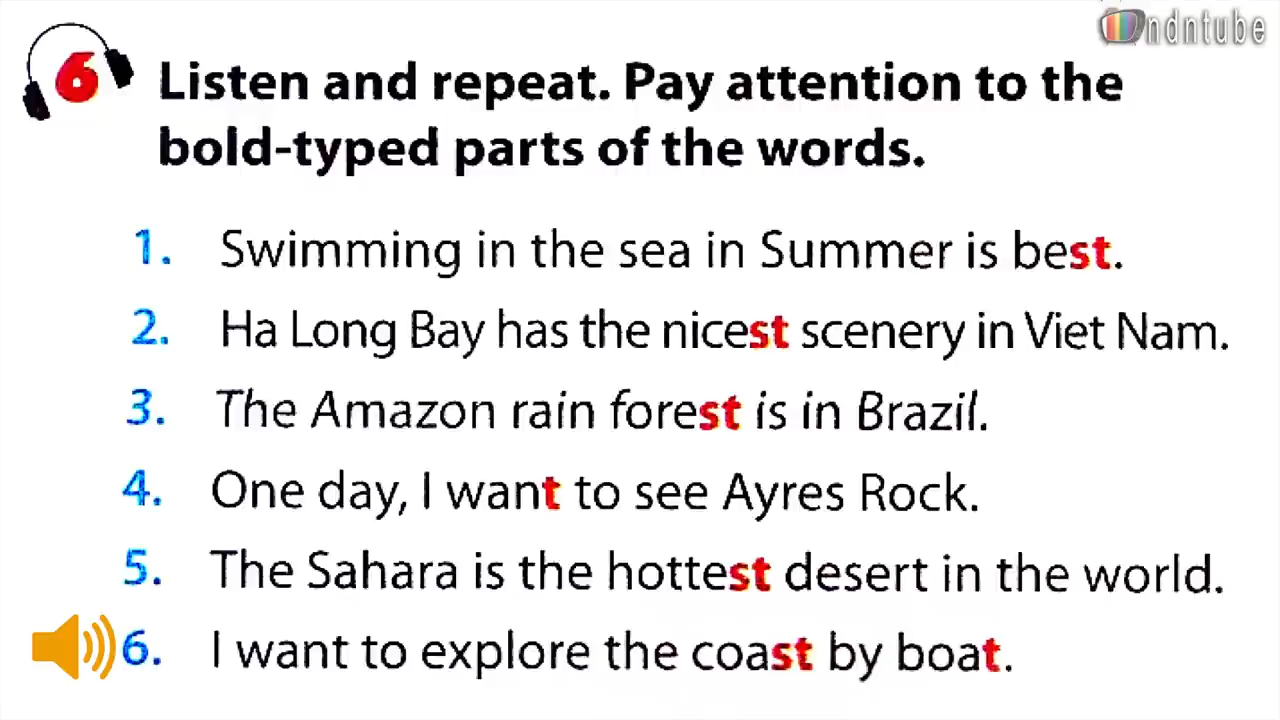 ndntube
6 Listen and repeat. Pay attention to the
bold-typed parts of the words.
1. Swimming in the sea in Summer is best.
2. Ha Long Bay has the nicest scenery in Viet Nam.
3. The Amazon rain forest is in Brazil.
4. One day, I want to see Ayres Rock.
5. The Sahara is the hottest desert in the world.
6. I want to explore the coast by boat.